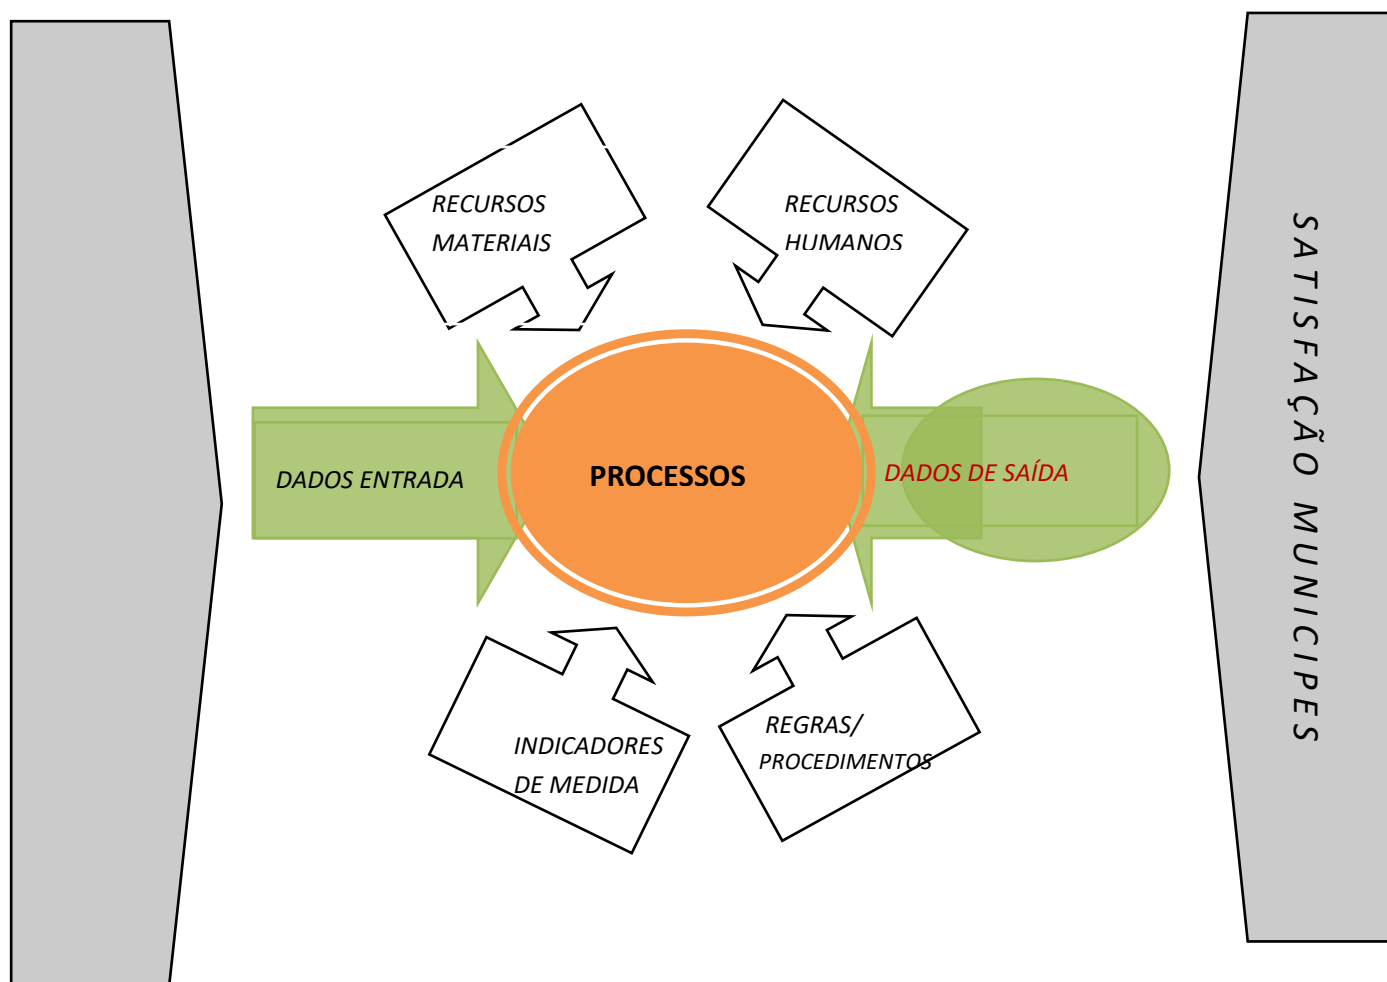 RECURSOS
MATERIAIS
RECURSOS
HUMANOS
DADOS ENTRADA
PROCESSOS
DADOS DE SAÍDA
INDICADORES
DE MEDIDA
REGRAS/
PROCEDIMENTOS
SATISFAÇÃO MUNICIPES